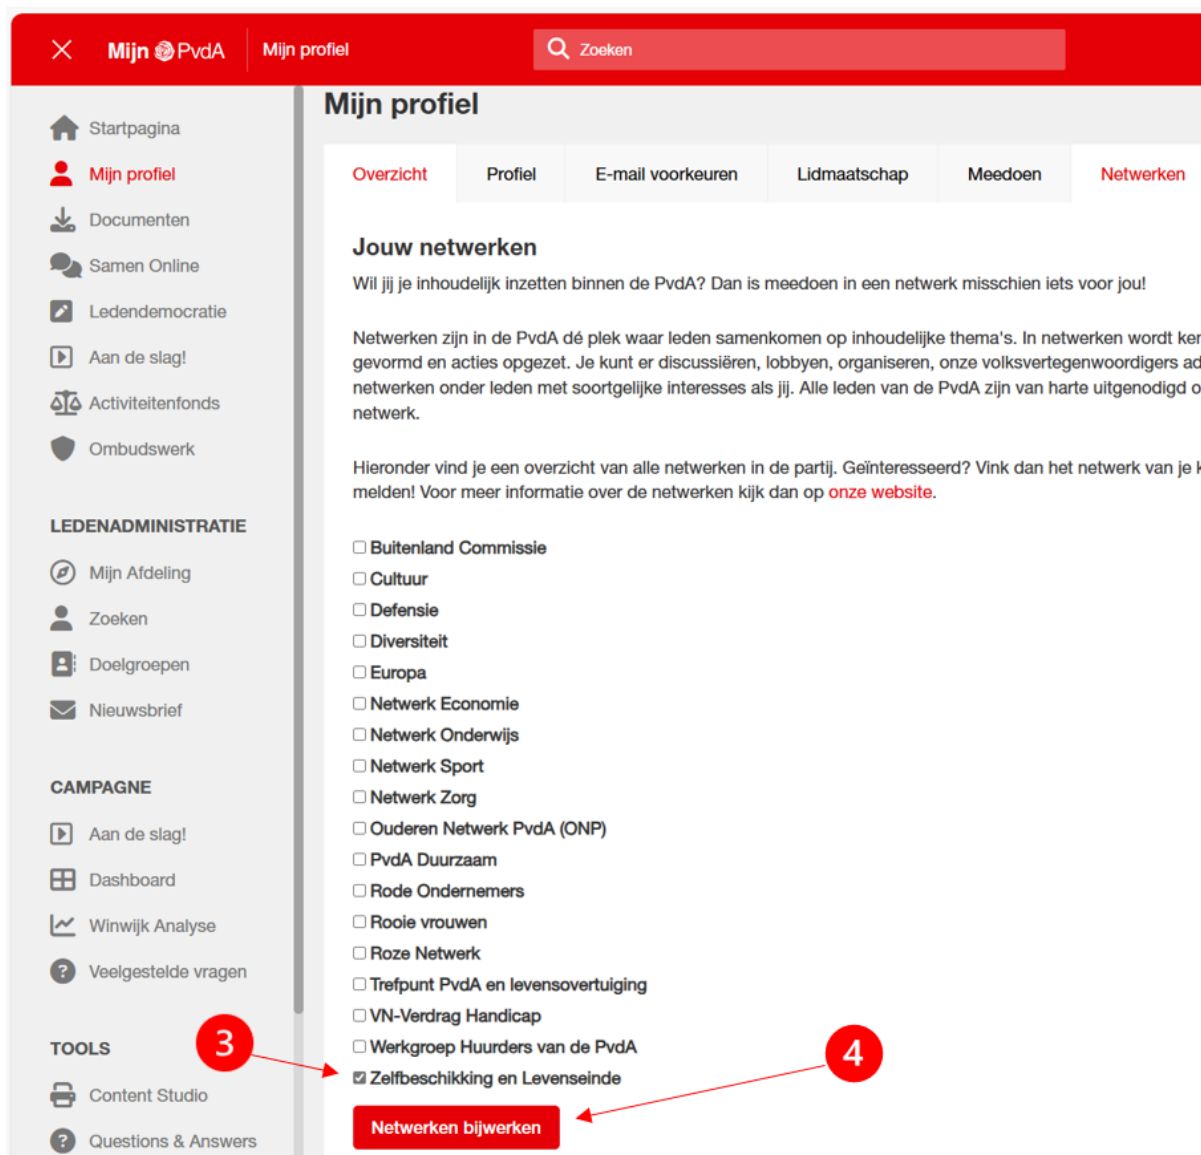 Mijn PvdA
Mijn profiel
Zoeken
Startpagina
Mijn profiel
Documenten
Samen Online
Ledendemocratie
Aan de slag!
Activiteitenfonds
Ombudswerk
LEDENADMINISTRATIE
Mijn Afdeling
Zoeken
Doelgroepen
Nieuwsbrief
CAMPAGNE
Aan de slag!
Dashboard
Winwijk Analyse
Veelgestelde vragen
TOOLS
Content Studio
Questions & Answers
Mijn profiel
Overzicht Profiel E-mail voorkeuren Lidmaatschap Meedoen Netwerken
Jouw netwerken
Wil jij je inhoudelijk inzetten binnen de PvdA? Dan is meedoen in een netwerk misschien iets voor jou!
Netwerken zijn in de PvdA dé plek waar leden samenkomen op inhoudelijke thema's. In netwerken wordt
gevormd en acties opgezet. Je kunt er discussiëren, lobbyen, organiseren, onze volksvertegenwoordigers
netwerken onder leden met soortgelijke interesses als jij. Alle leden van de PvdA zijn van harte uitgenodigd
netwerk.
Hieronder vind je een overzicht van alle netwerken in de partij. Geïnteresseerd? Vink dan het netwerk van je
melden! Voor meer informatie over de netwerken kijk dan op onze website.
Buitenland Commissie
Cultuur
Defensie
Diversiteit
Europa
Netwerk Economie
Netwerk Onderwijs
Netwerk Sport
Netwerk Zorg
Ouderen Netwerk PvdA (ONP)
PvdA Duurzaam
Rode Ondernemers
Rooie vrouwen
Roze Netwerk
Trefpunt PvdA en levensovertuiging
VN-Verdrag Handicap
Werkgroep Huurders van de PvdA
Zelfbeschikking en Levenseinde
Netwerken bijwerken
3
4